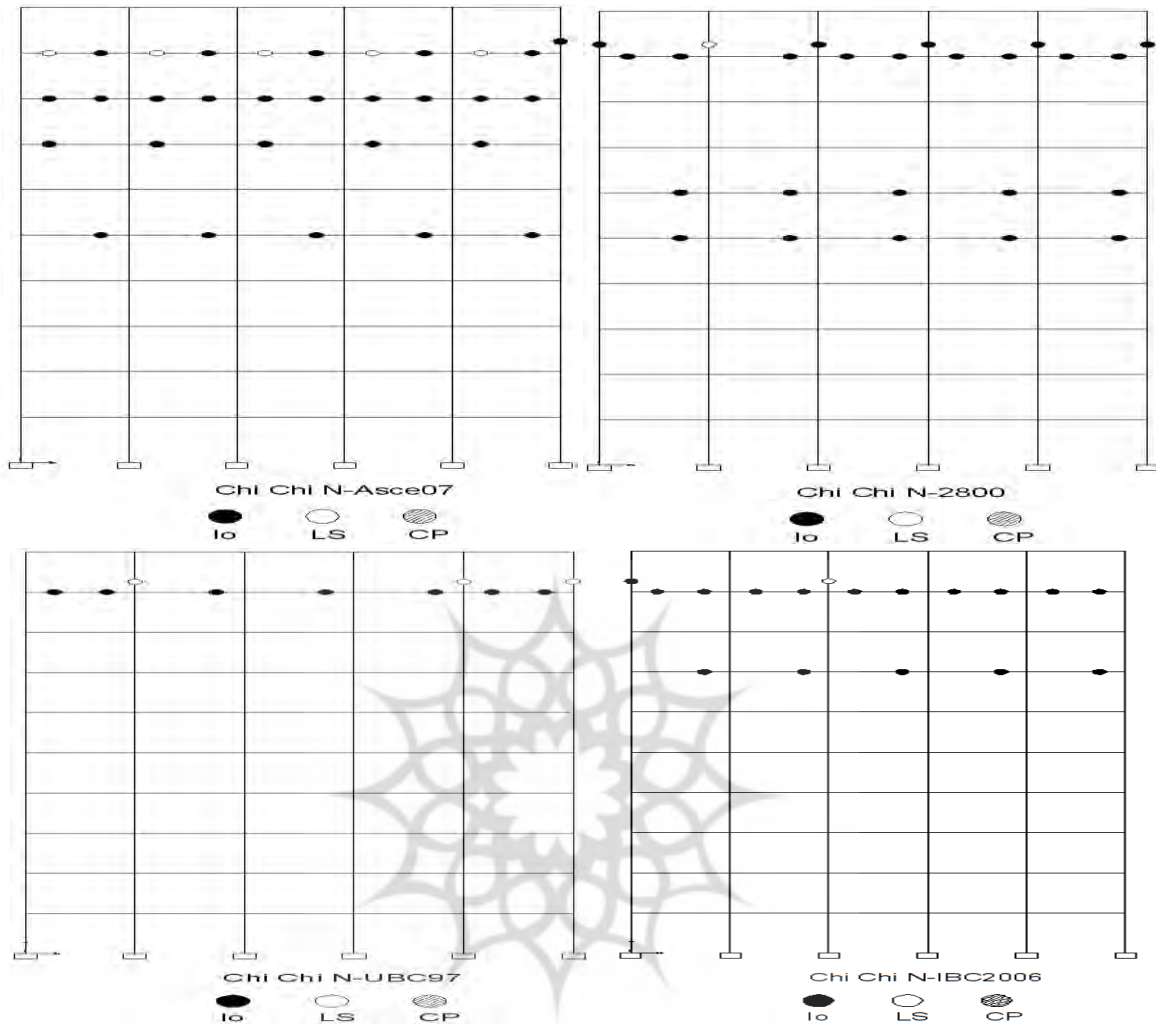 Chi Chi N-Asce07
Io LS CP
Chi Chi N-2800
Io LS CP
Chi Chi N-UBC97
Io LS CP
Chi Chi N-IBC2006
Io LS CP